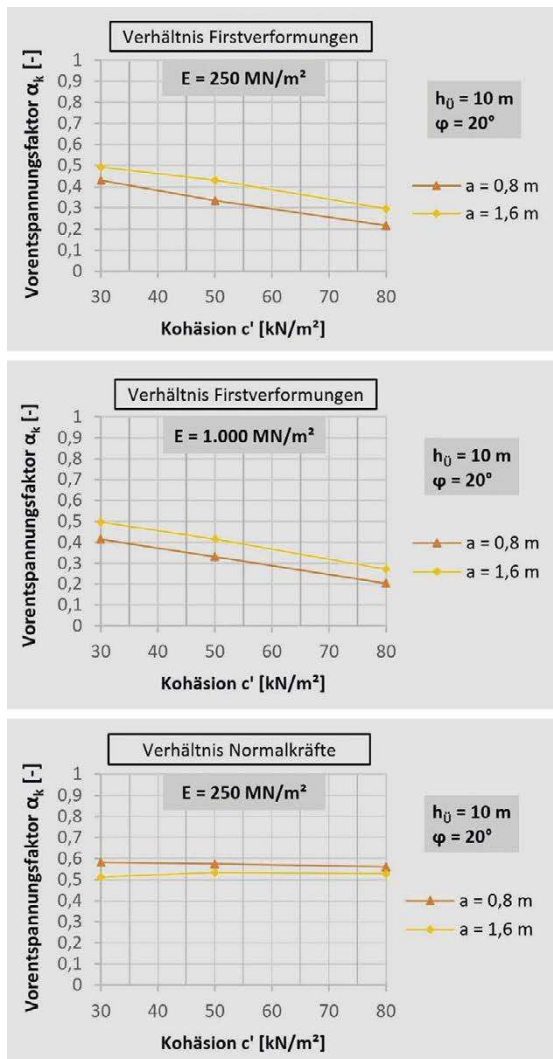 Verhältnis Firstverformungen
Vorentspannungsfaktor αk [-]
1
0,9
0,8
0,7
0,6
0,5
0,4
0,3
0,2
0,1
0
E = 250 MN/m²
30 40 50 60 70 80
Kohäsion c' [kN/m²]
hÜ = 10 m
φ = 20°
a = 0,8 m
a = 1,6 m
Verhältnis Firstverformungen
Vorentspannungsfaktor αk [-]
1
0,9
0,8
0,7
0,6
0,5
0,4
0,3
0,2
0,1
0
E = 1.000 MN/m²
30 40 50 60 70 80
Kohäsion c' [kN/m²]
hÜ = 10 m
φ = 20°
a = 0,8 m
a = 1,6 m
Verhältnis Normalkräfte
Vorentspannungsfaktor αk [-]
1
0,9
0,8
0,7
0,6
0,5
0,4
0,3
0,2
0,1
0
E = 250 MN/m²
30 40 50 60 70 80
Kohäsion c' [kN/m²]
hÜ = 10 m
φ = 20°
a = 0,8 m
a = 1,6 m